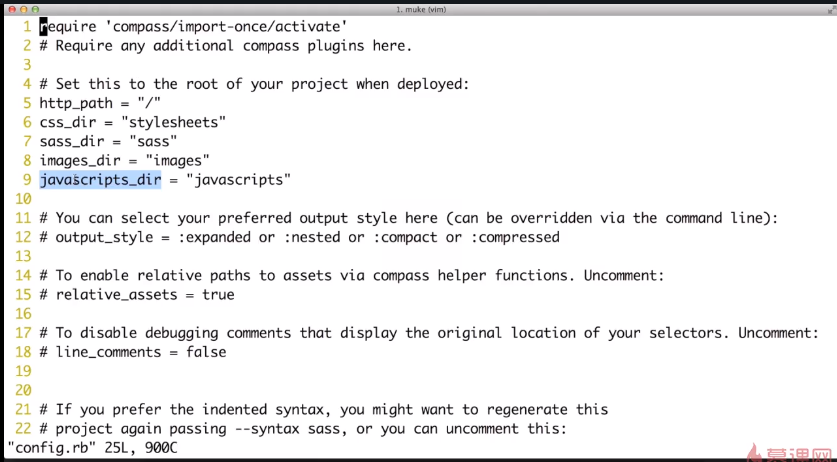 1. muke (vim)
1 require 'compass/import-once/activate'
2 # Require any additional compass plugins here.
3
4 # Set this to the root of your project when deployed:
5 http_path = "/"
6 css_dir = "stylesheets"
7 sass_dir = "sass"
8 images_dir = "images"
9 javascripts_dir = "javascripts"
10
11 # You can select your preferred output style here (can be overridden via the command line):
12 # output_style = :expanded or :nested or :compact or :compressed
13
14 # To enable relative paths to assets via compass helper functions. Uncomment:
15 # relative_assets = true
16
17 # To disable debugging comments that display the original location of your selectors. Uncomment:
18 # line_comments = false
19
20
21 # If you prefer the indented syntax, you might want to regenerate this
22 # project again passing --syntax sass, or you can uncomment this:
"config.rb" 25L, 900C
慕课网